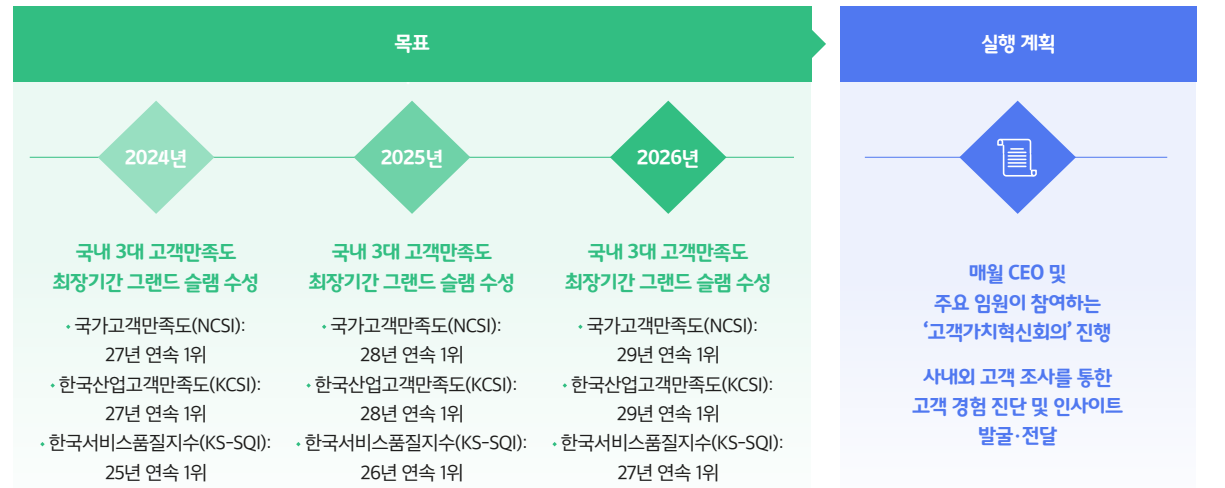 목표
2024년
국내 3대 고객만족도
최장기간 그랜드 슬램 수성
• 국가고객만족도(NCSI):
27년 연속 1위
• 한국산업고객만족도(KCSI):
27년 연속 1위
• 한국서비스품질지수(KS-SQI):
25년 연속 1위
2025년
국내 3대 고객만족도
최장기간 그랜드 슬램 수성
• 국가고객만족도(NCSI):
28년 연속 1위
• 한국산업고객만족도(KCSI):
28년 연속 1위
• 한국서비스품질지수(KS-SQI):
26년 연속 1위
2026년
국내 3대 고객만족도
최장기간 그랜드 슬램 수성
• 국가고객만족도(NCSI):
29년 연속 1위
• 한국산업고객만족도(KCSI):
29년 연속 1위
• 한국서비스품질지수(KS-SQI):
27년 연속 1위
실행 계획
매월 CEO 및
주요 임원이 참여하는
‘고객가치혁신회의’ 진행
사내외 고객 조사를 통한
고객 경험 진단 및 인사이트
발굴·전달